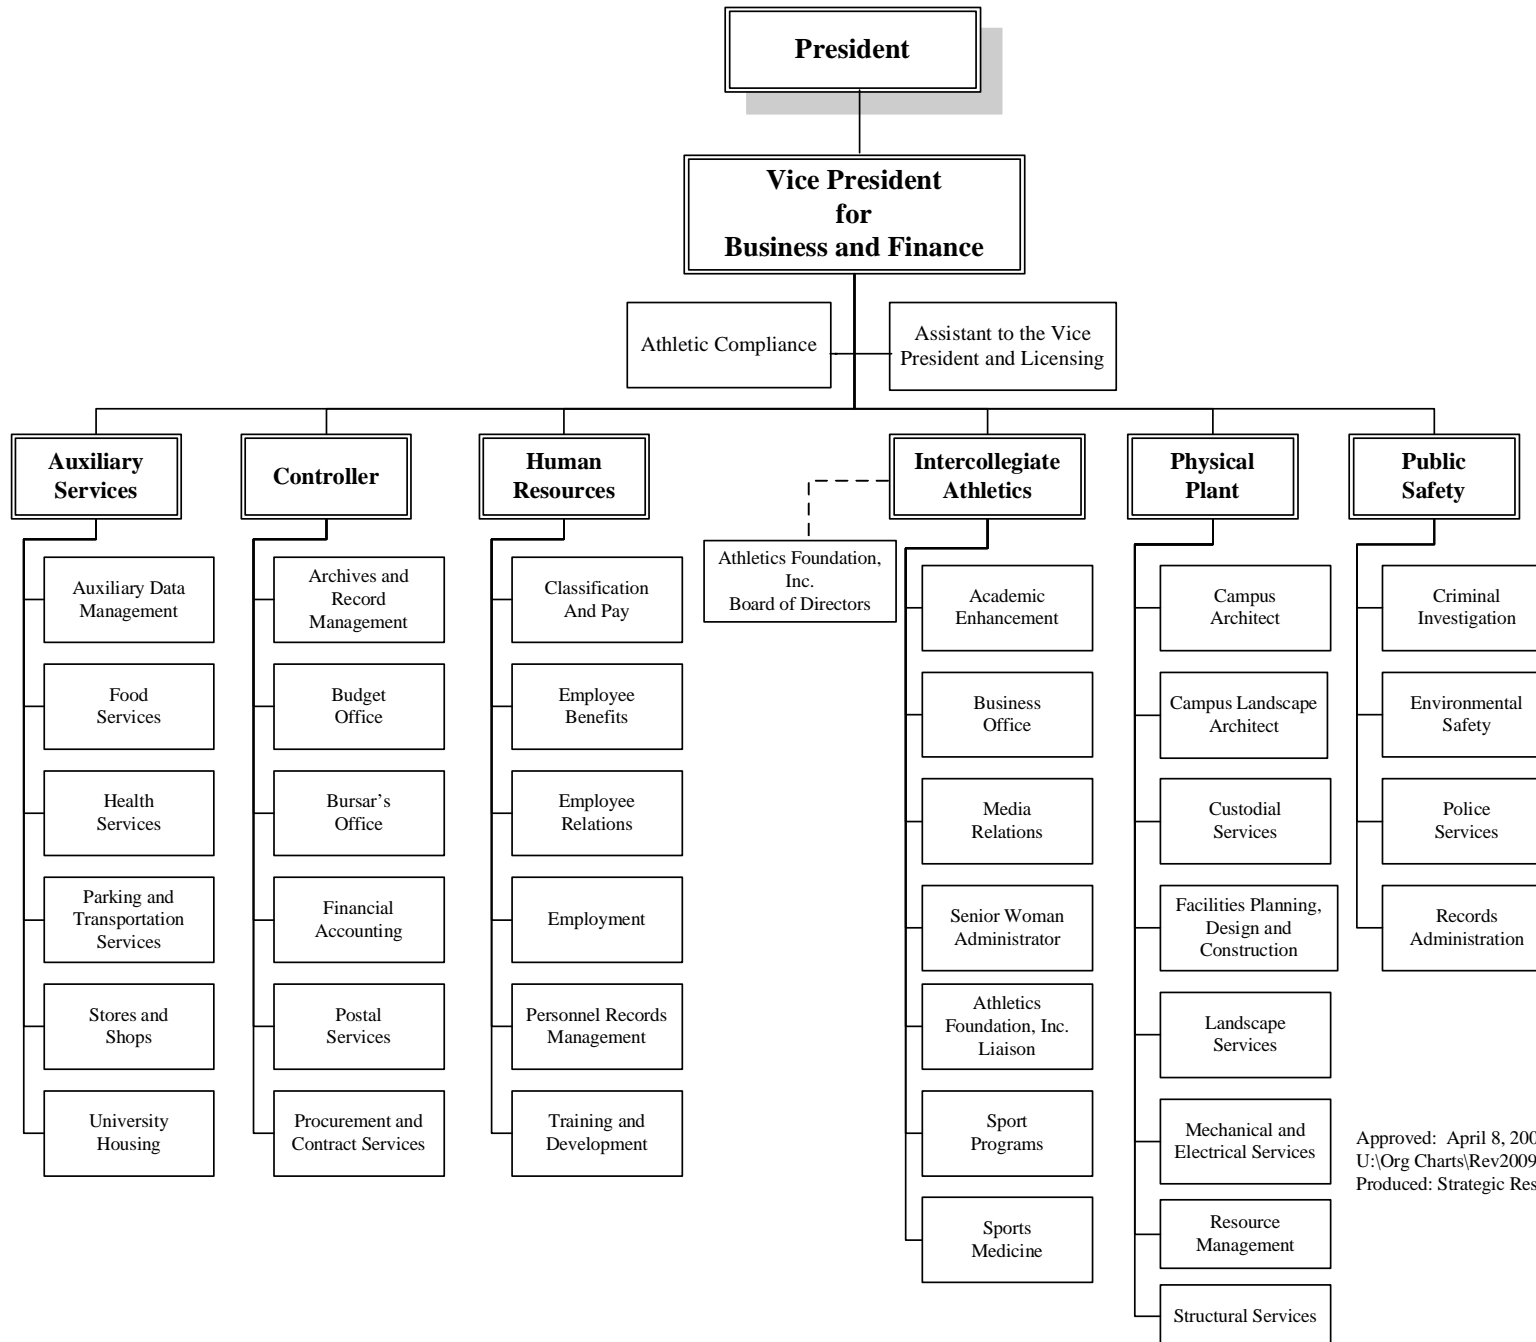 President
Vice President
for
Business and Finance
Athletic Compliance
Assistant to the Vice
President and Licensing
Auxiliary
Services
Controller
Human
Resources
Intercollegiate
Athletics
Physical
Plant
Public
Safety
Athletics Foundation,
Inc.
Board of Directors
Auxiliary Data
Management
Food
Services
Health
Services
Parking and
Transportation
Services
Stores and
Shops
University
Housing
Archives and
Record
Management
Budget
Office
Bursar’s
Office
Financial
Accounting
Postal
Services
Procurement and
Contract Services
Classification
And Pay
Employee
Benefits
Employee
Relations
Employment
Personnel Records
Management
Training and
Development
Academic
Enhancement
Business
Office
Media
Relations
Senior Woman
Administrator
Athletics
Foundation, Inc.
Liaison
Sport
Programs
Sports
Medicine
Campus
Architect
Campus Landscape
Architect
Custodial
Services
Facilities Planning,
Design and
Construction
Landscape
Services
Mechanical and
Electrical Services
Resource
Management
Structural Services
Criminal
Investigation
Environmental
Safety
Police
Services
Records
Administration
Approved: April 8, 200
U:\Org Charts\Rev2009
Produced: Strategic Res